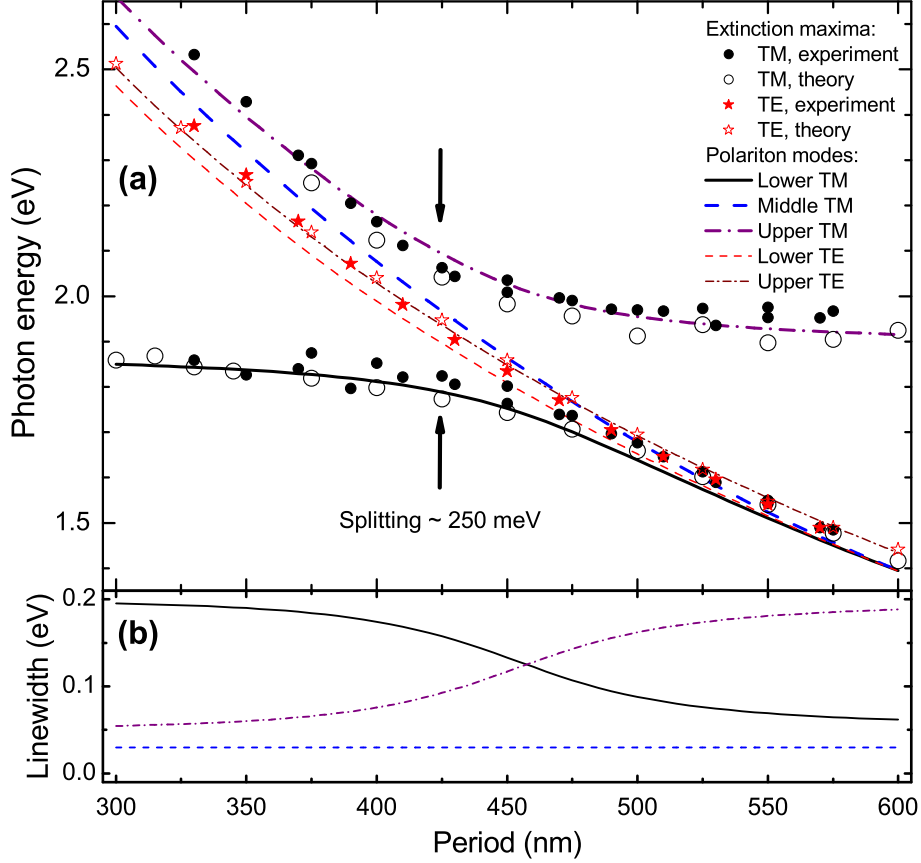 Extinction maxima:
TM, experiment
TM, theory
TE, experiment
TE, theory
Polariton modes:
Lower TM
Middle TM
Upper TM
Lower TE
Upper TE
(a)
2.5
2.0
1.5
Photon energy (eV)
Splitting ~ 250 meV
(b)
0.2
0.1
0.0
Linewidth (eV)
300 350 400 450 500 550 600
Period (nm)